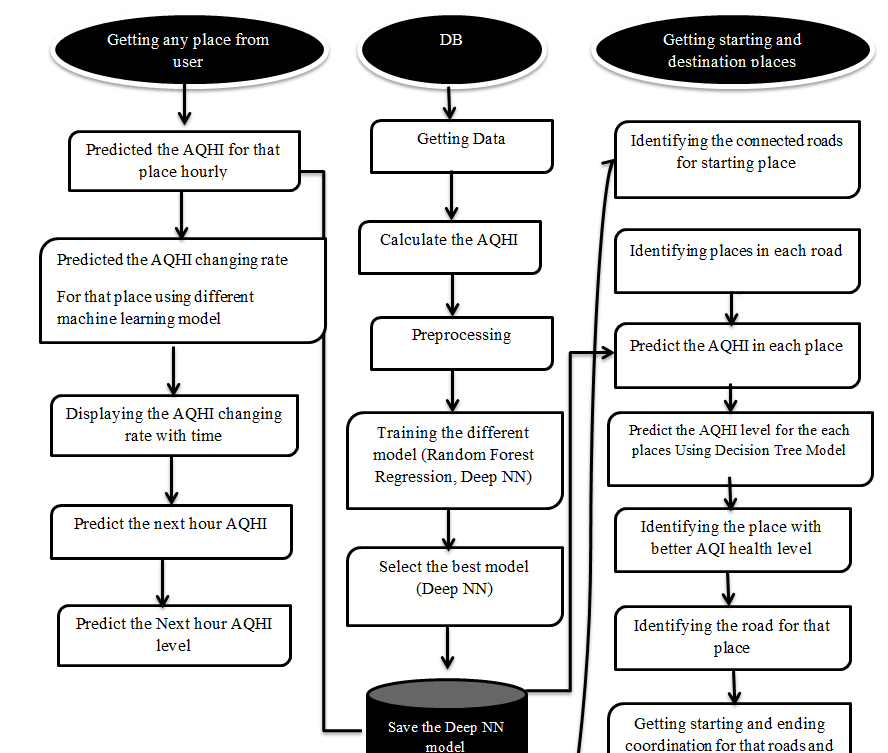 Getting any place from
user
Predicted the AQHI for that
place hourly
Predicted the AQHI changing rate
For that place using different
machine learning model
Displaying the AQHI changing
rate with time
Predict the next hour AQHI
Predict the Next hour AQHI
level
DB
Getting Data
Calculate the AQHI
Preprocessing
Training the different
model (Random Forest
Regression, Deep NN)
Select the best model
(Deep NN)
Save the Deep NN
model
Getting starting and
destination places
Identifying the connected roads
for starting place
Identifying places in each road
Predict the AQHI in each place
Predict the AQHI level for the each
places Using Decision Tree Model
Identifying the place with
better AQI health level
Identifying the road for that
place
Getting starting and ending
coordination for that roads and